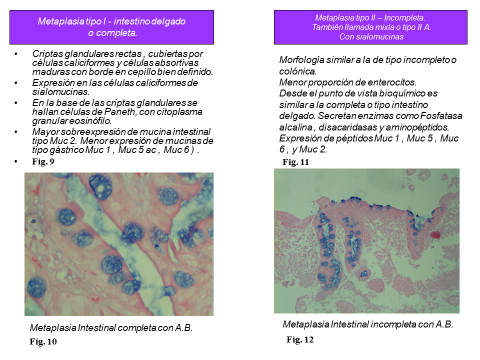 Metaplasia tipo I - intestino delgado
o completa.
• Criptas glandulares rectas, cubiertas por
células caliciformes y células absortivas
maduras con borde en cepillo bien definido.
• Expresión en las células caliciformes de
sialomucinas.
• En la base de las criptas glandulares se
hallan células de Paneth, con citoplasma
granular eosinófilo.
• Mayor sobreexpresión de mucina intestinal
tipo Muc 2. Menor expresión de mucinas de
tipo gástrico Muc 1, Muc 5 ac, Muc 6 ) .
• Fig. 9
Metaplasia Intestinal completa con A.B.
Fig. 10
Metaplasia tipo II – Incompleta.
También llamada mixta o tipo II A.
Con sialomucinas
Morfología similar a la de tipo incompleto o
colónica.
Menor proporción de enterocitos.
Desde el punto de vista bioquímico es
similar a la completa o tipo intestino
delgado. Secretan enzimas como Fosfatasa
alcalina, disacaridasas y aminopéptidos.
Expresión de péptidos Muc 1, Muc 5, Muc
6, y Muc 2.
Fig. 11
Metaplasia Intestinal incompleta con A.B.
Fig. 12